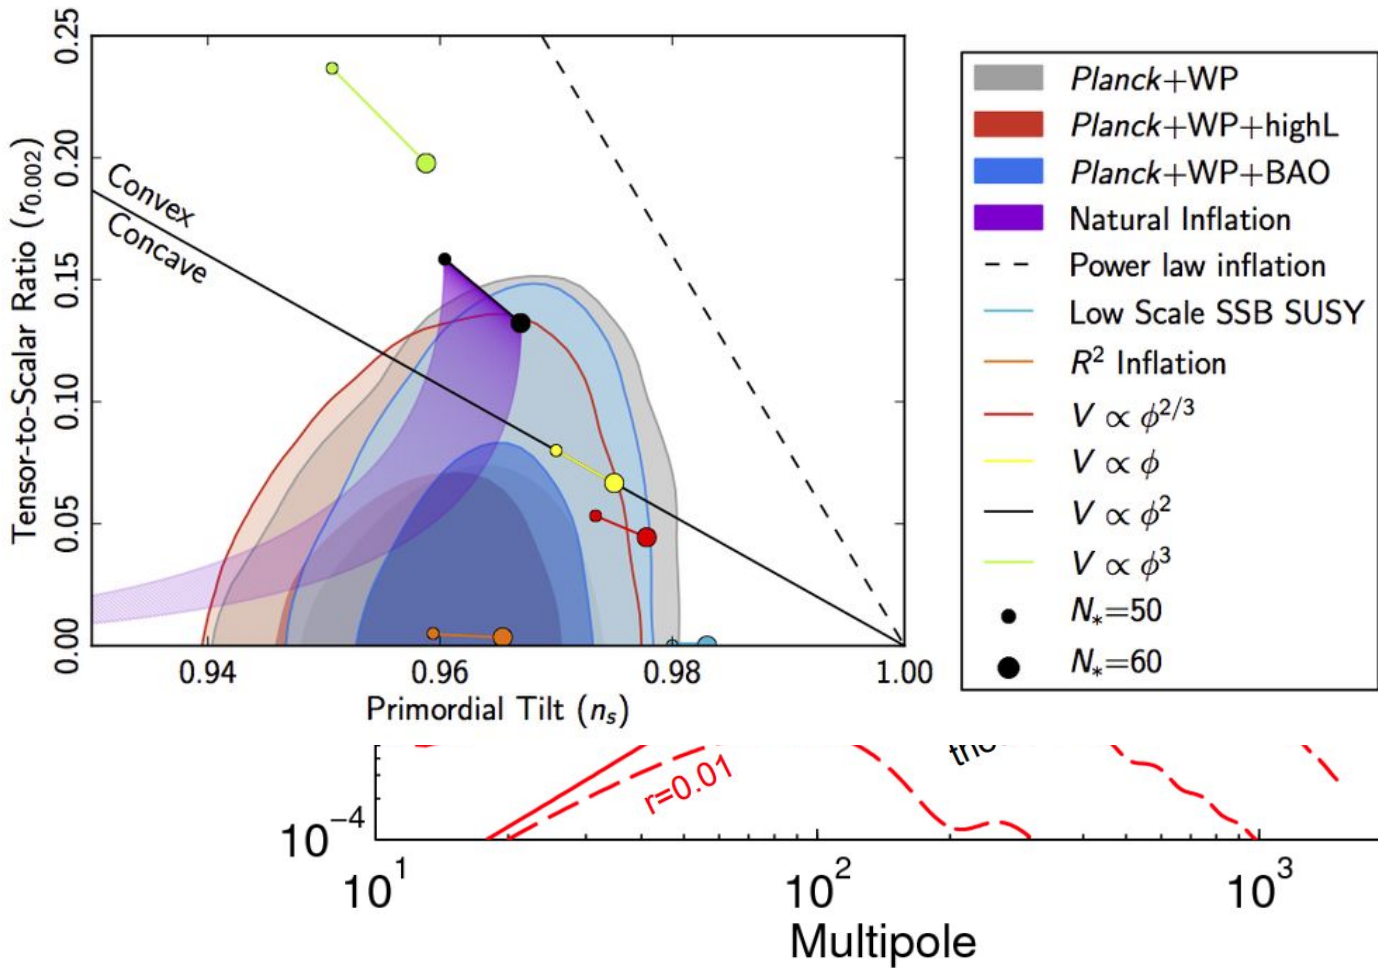 0.25
0.20
0.15
0.10
0.05
0.00
Tensor-to-Scalar Ratio (r0.002)
Convex
Concave
0.94 0.96 0.98 1.00
Primordial Tilt (ns)
Planck+WP
Planck+WP+highL
Planck+WP+BAO
Natural Inflation
Power law inflation
Low Scale SSB SUSY
R² Inflation
V ∝ ϕ^2/3
V ∝ ϕ
V ∝ ϕ²
V ∝ ϕ³
N*=50
N*=60
r=0.01
10⁻⁴
10¹ 10² 10³
Multipole